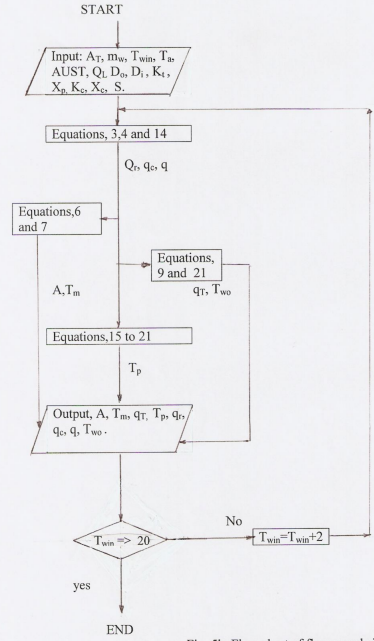 START
Input: A_T, m_w, T_win, T_a,
AUST, Q_L D_o, D_i , K_t ,
X_p, K_c, X_c, S.
Equations, 3,4 and 14
Q_r, q_c, q
Equations,6
and 7
Equations,
9 and 21
A,T_m
q_T, T_wo
Equations,15 to 21
T_p
Output, A, T_m, q_T, T_p, q_r,
q_c, q, T_wo .
T_win => 20
No
T_win=T_win+2
yes
END